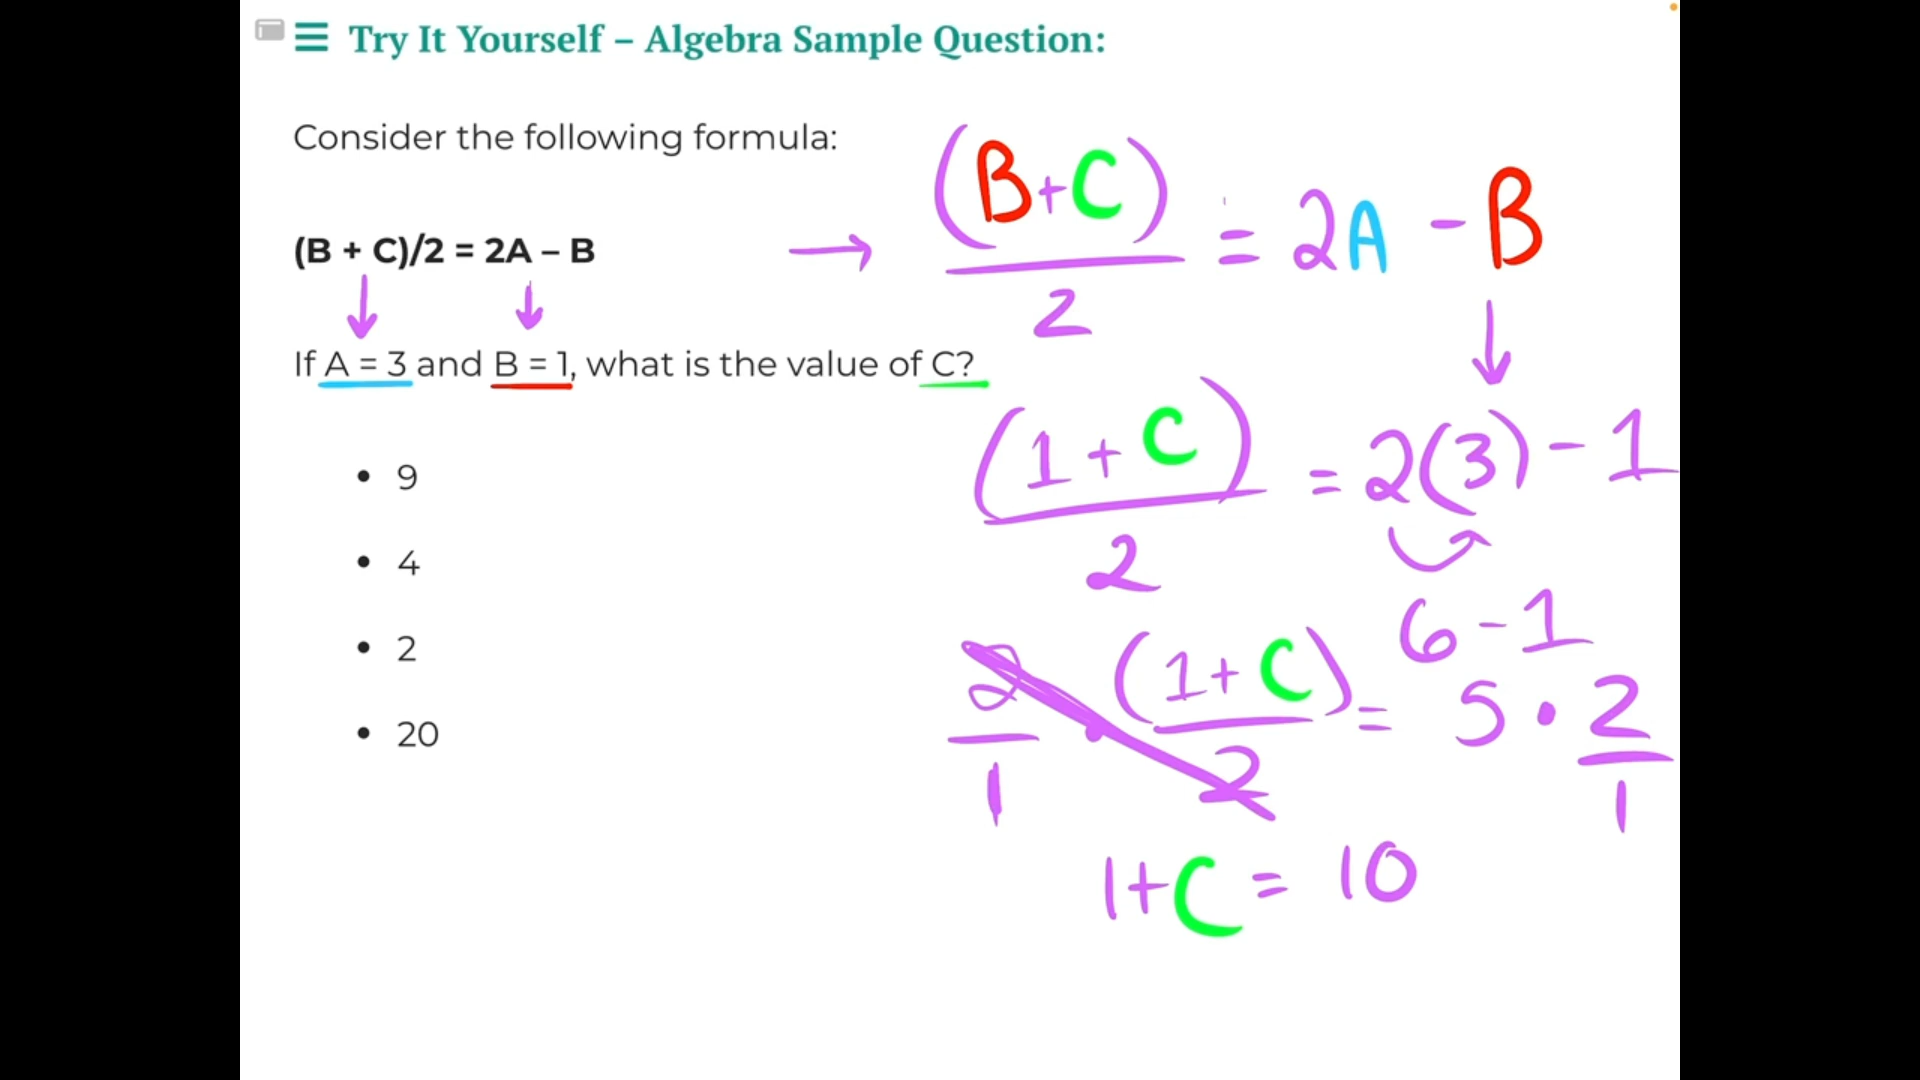 Try It Yourself – Algebra Sample Question:
Consider the following formula:
(B + C)/2 = 2A – B
If A = 3 and B = 1, what is the value of C?
• 9
• 4
• 2
• 20
→ (B+C)
2
= 2A - B
(1 + C)
2
= 2(3) - 1
6 - 1
2
1
· (1+C)
2
= 5 · 2
1
1+C = 10